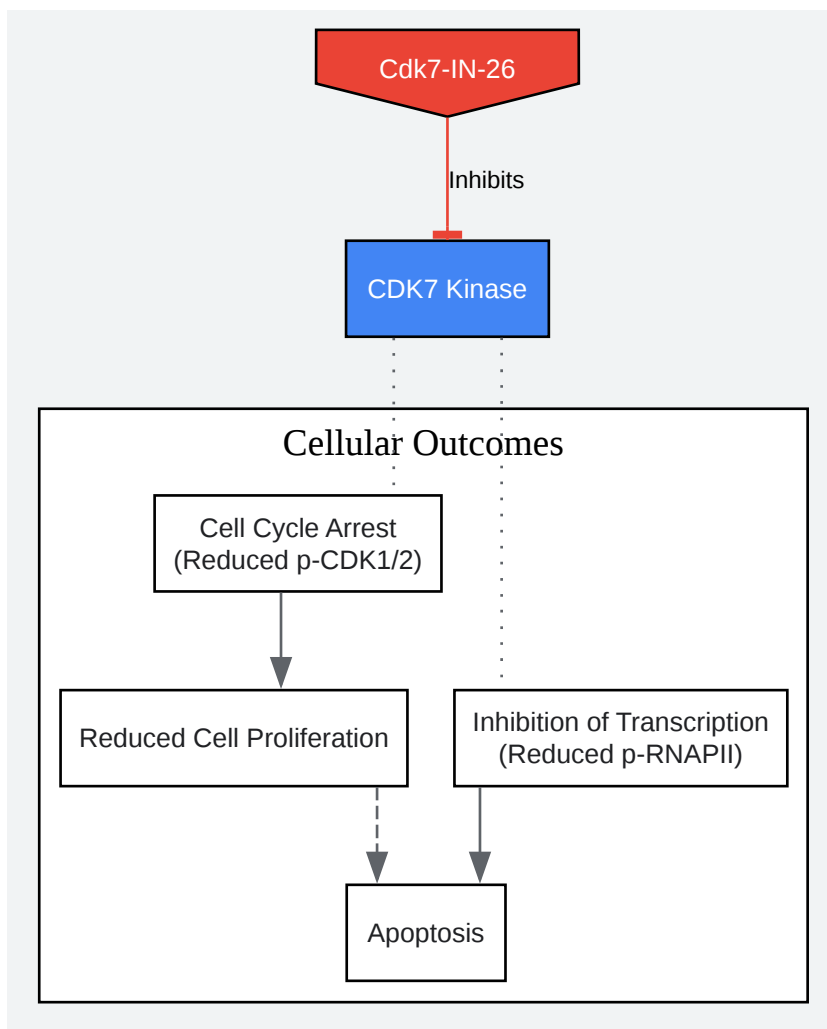 Cdk7-IN-26
Inhibits
CDK7 Kinase
Cellular Outcomes
Cell Cycle Arrest
(Reduced p-CDK1/2)
Reduced Cell Proliferation
Inhibition of Transcription
(Reduced p-RNAPII)
Apoptosis